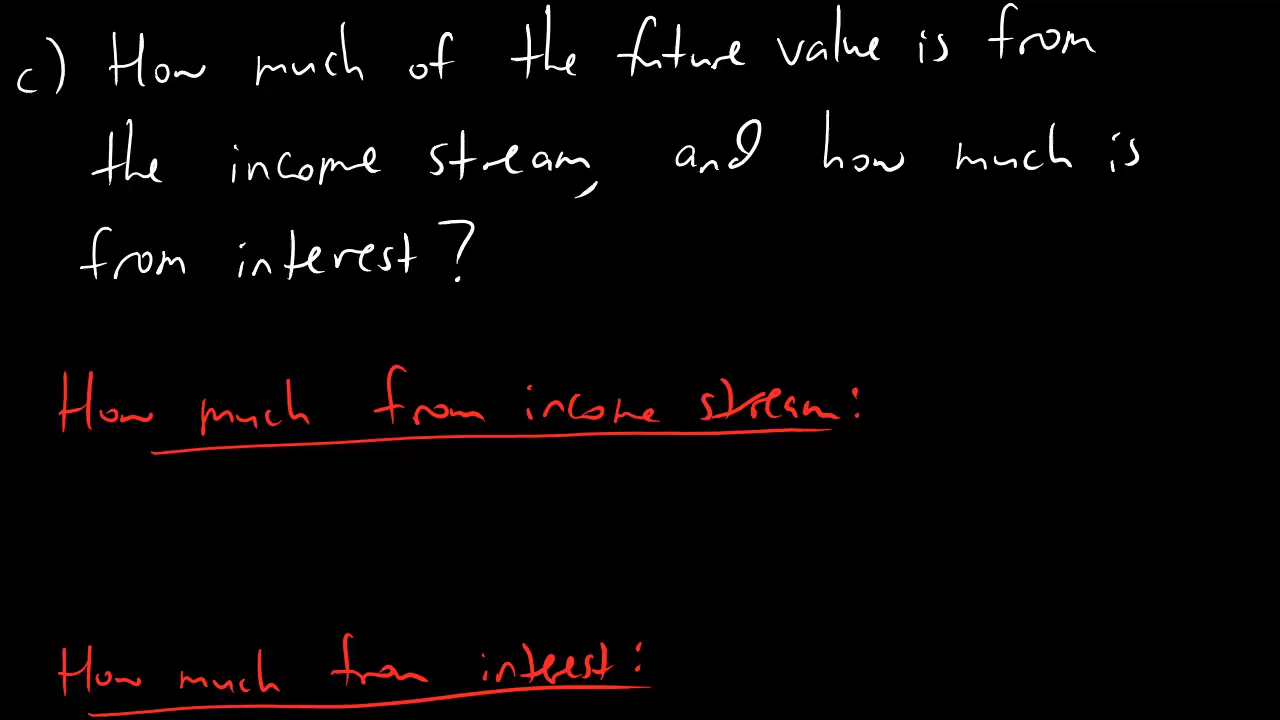 c) How much of the future value is from
the income stream, and how much is
from interest?
How much from income stream:
How much from interest: